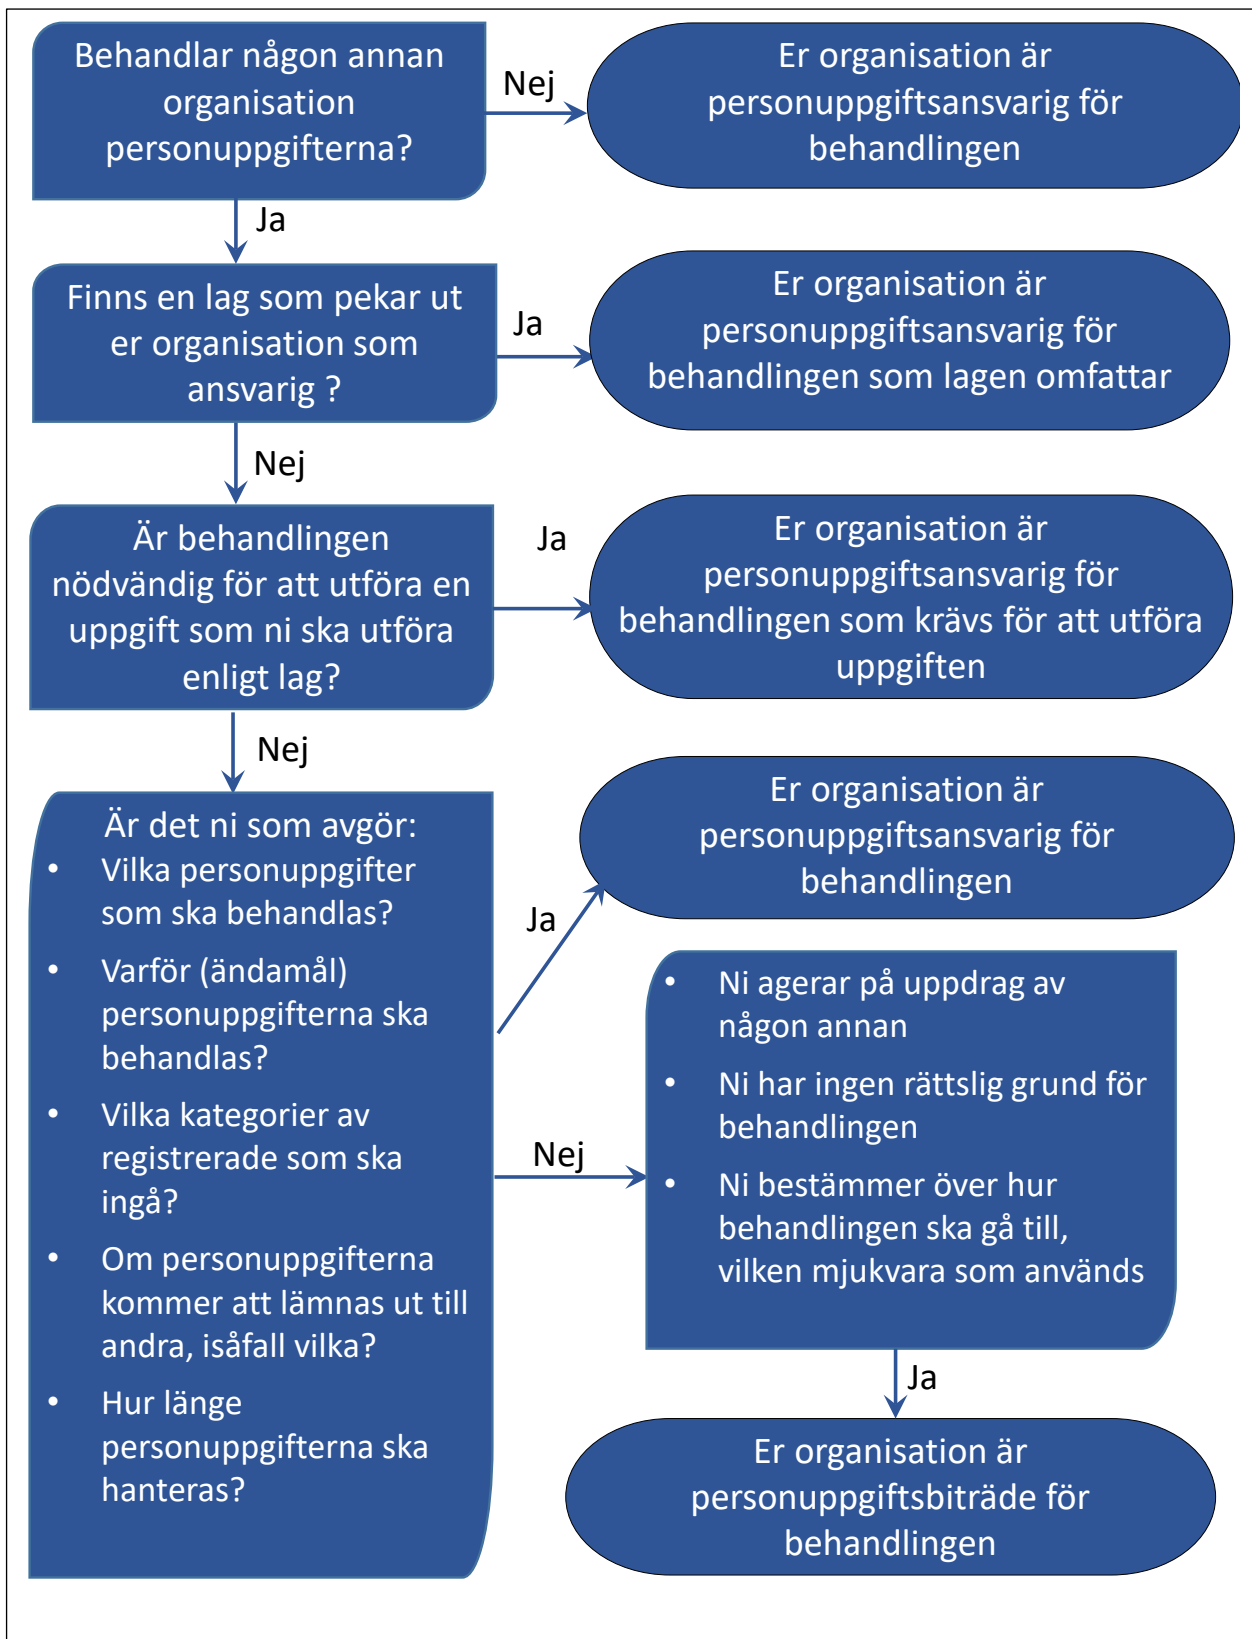 Behandlar någon annan
organisation
personuppgifterna?
Nej
Er organisation är
personuppgiftsansvarig för
behandlingen
Ja
Finns en lag som pekar ut
er organisation som
ansvarig ?
Ja
Er organisation är
personuppgiftsansvarig för
behandlingen som lagen omfattar
Nej
Är behandlingen
nödvändig för att utföra en
uppgift som ni ska utföra
enligt lag?
Ja
Er organisation är
personuppgiftsansvarig för
behandlingen som krävs för att utföra
uppgiften
Nej
Är det ni som avgör:
• Vilka personuppgifter
som ska behandlas?
• Varför (ändamål)
personuppgifterna ska
behandlas?
• Vilka kategorier av
registrerade som ska
ingå?
• Om personuppgifterna
kommer att lämnas ut till
andra, isåfall vilka?
• Hur länge
personuppgifterna ska
hanteras?
Ja
Er organisation är
personuppgiftsansvarig för
behandlingen
Nej
• Ni agerar på uppdrag av
någon annan
• Ni har ingen rättslig grund för
behandlingen
• Ni bestämmer över hur
behandlingen ska gå till,
vilken mjukvara som används
Ja
Er organisation är
personuppgiftsbiträde för
behandlingen